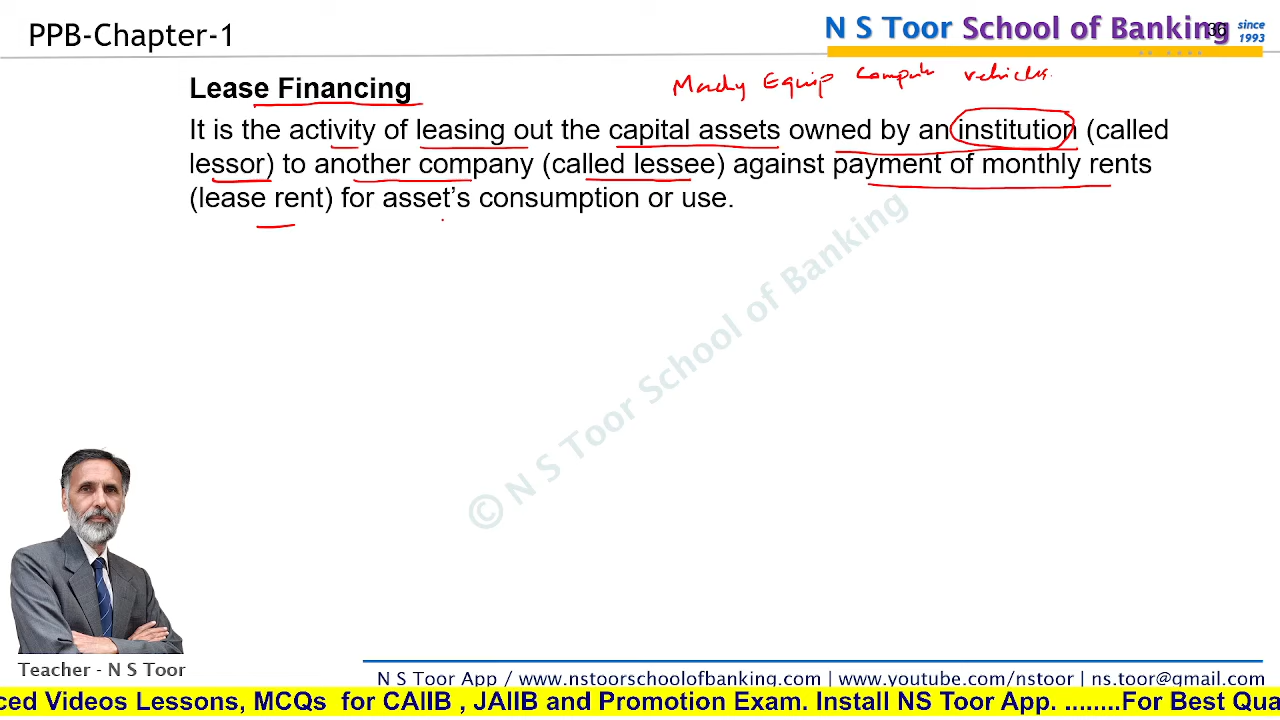 PPB-Chapter-1
N S Toor School of Banking
36
since
1993
Equip vehicles
Lease Financing
It is the activity of leasing out the capital assets owned by an institution (called
lessor) to another company (called lessee) against payment of monthly rents
(lease rent) for asset’s consumption or use.
© N S Toor School of Banking
Teacher - N S Toor
N S Toor App / www.nstoorschoolofbanking.com | www.youtube.com/nstoor | ns.toor@gmail.com
ced Videos Lessons, MCQs for CAIIB , JAIIB and Promotion Exam. Install NS Toor App. ........For Best Qua